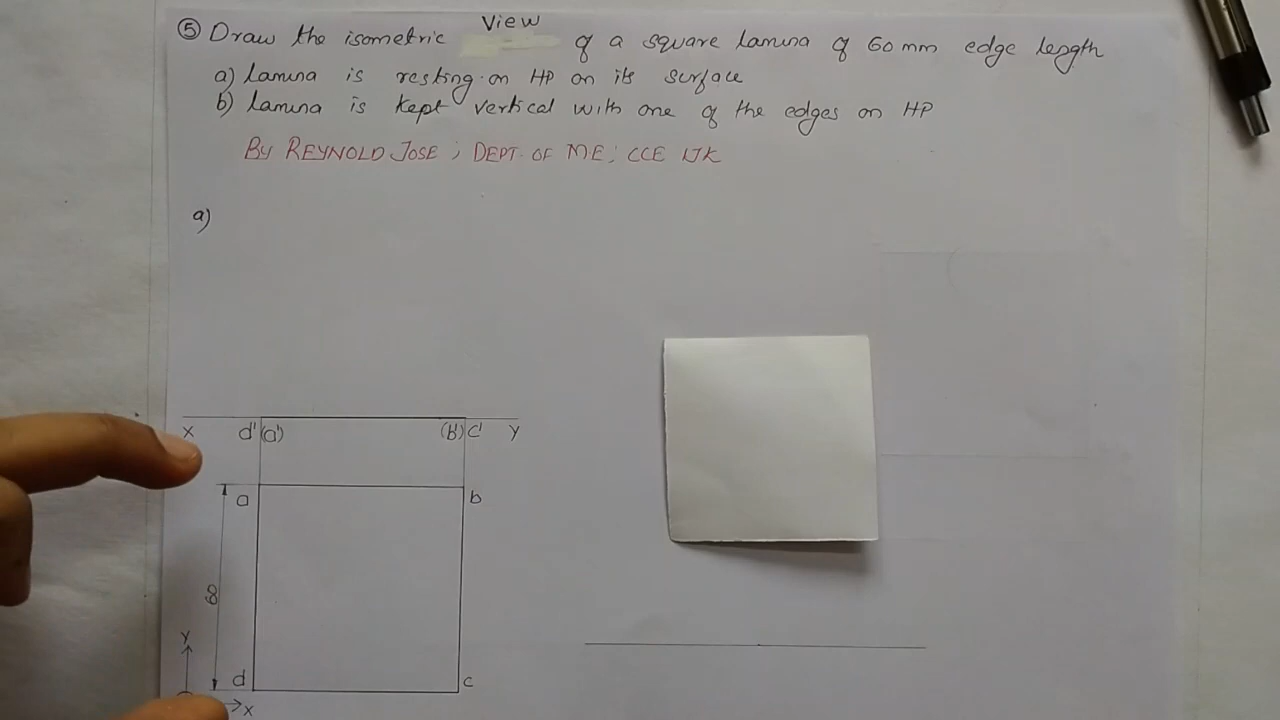 ⑤ Draw the isometric View of a square lamina of 60 mm edge length
a) lamina is resting on HP on its surface
b) lamina is kept vertical with one of the edges on HP
By REYNOLD JOSE ; DEPT. OF ME ; CCE IJK
a)
X d' (a') (b') c' Y
a b
60
Y
d c
X